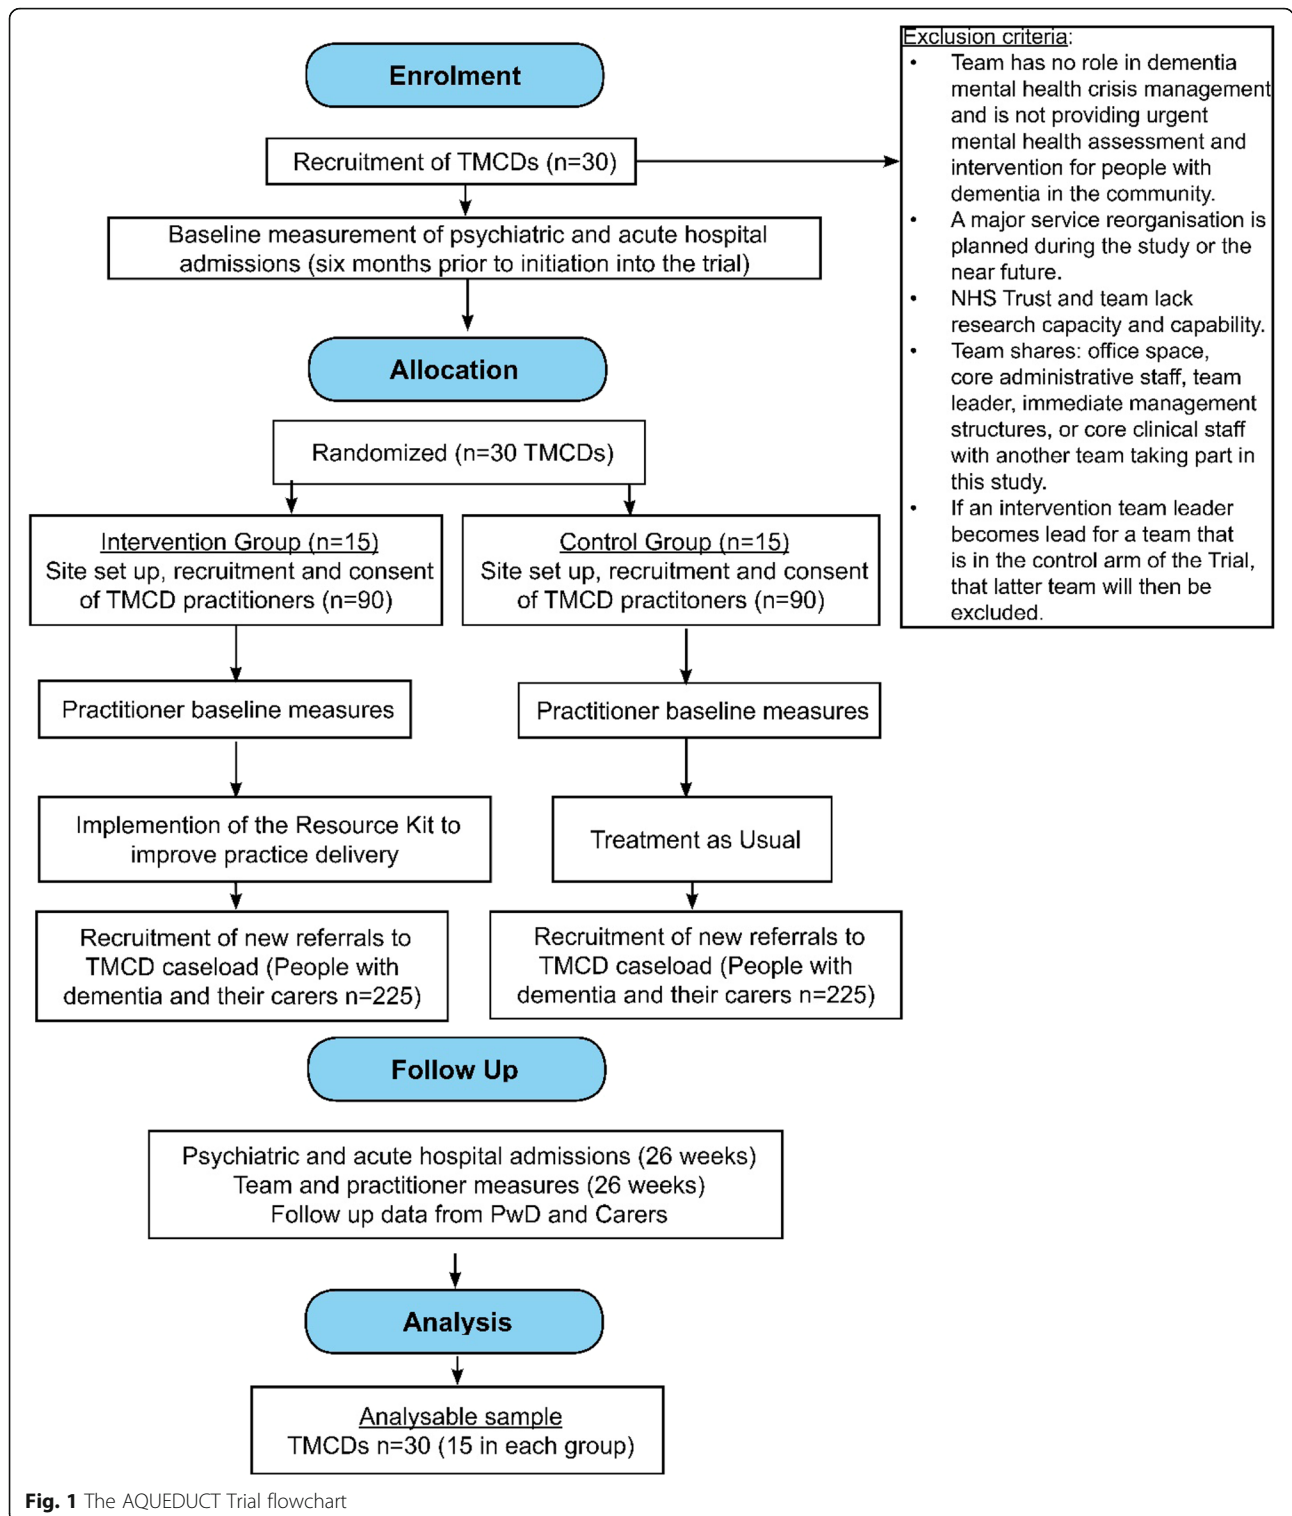 Enrolment
Recruitment of TMCDs (n=30)
Baseline measurement of psychiatric and acute hospital
admissions (six months prior to initiation into the trial)
Exclusion criteria:
• Team has no role in dementia
mental health crisis management
and is not providing urgent
mental health assessment and
intervention for people with
dementia in the community.
• A major service reorganisation is
planned during the study or the
near future.
• NHS Trust and team lack
research capacity and capability.
• Team shares: office space,
core administrative staff, team
leader, immediate management
structures, or core clinical staff
with another team taking part in
this study.
• If an intervention team leader
becomes lead for a team that
is in the control arm of the Trial,
that latter team will then be
excluded.
Allocation
Randomized (n=30 TMCDs)
Intervention Group (n=15)
Site set up, recruitment and consent
of TMCD practitioners (n=90)
Control Group (n=15)
Site set up, recruitment and consent
of TMCD practitoners (n=90)
Practitioner baseline measures
Practitioner baseline measures
Implemention of the Resource Kit to
improve practice delivery
Treatment as Usual
Recruitment of new referrals to
TMCD caseload (People with
dementia and their carers n=225)
Recruitment of new referrals to
TMCD caseload (People with
dementia and their carers n=225)
Follow Up
Psychiatric and acute hospital admissions (26 weeks)
Team and practitioner measures (26 weeks)
Follow up data from PwD and Carers
Analysis
Analysable sample
TMCDs n=30 (15 in each group)
Fig. 1 The AQUEDUCT Trial flowchart